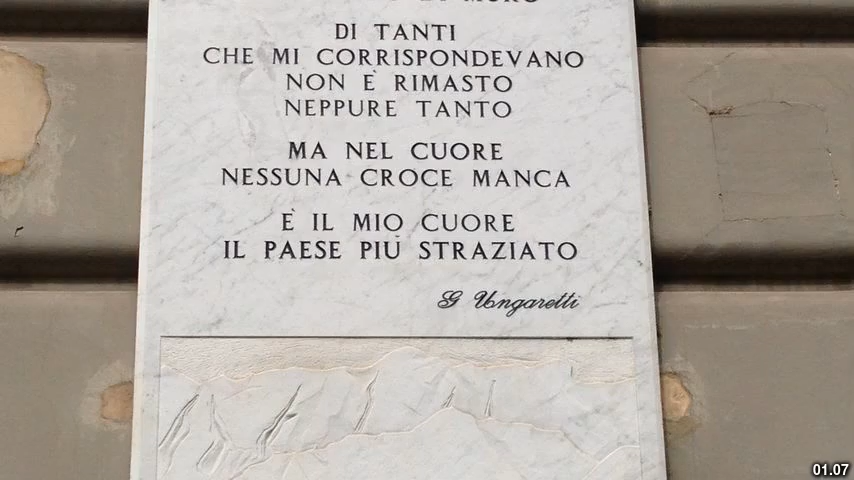 DI TANTI
CHE MI CORRISPONDEVANO
NON È RIMASTO
NEPPURE TANTO
MA NEL CUORE
NESSUNA CROCE MANCA
È IL MIO CUORE
IL PAESE PIÙ STRAZIATO
G Ungaretti
01.07